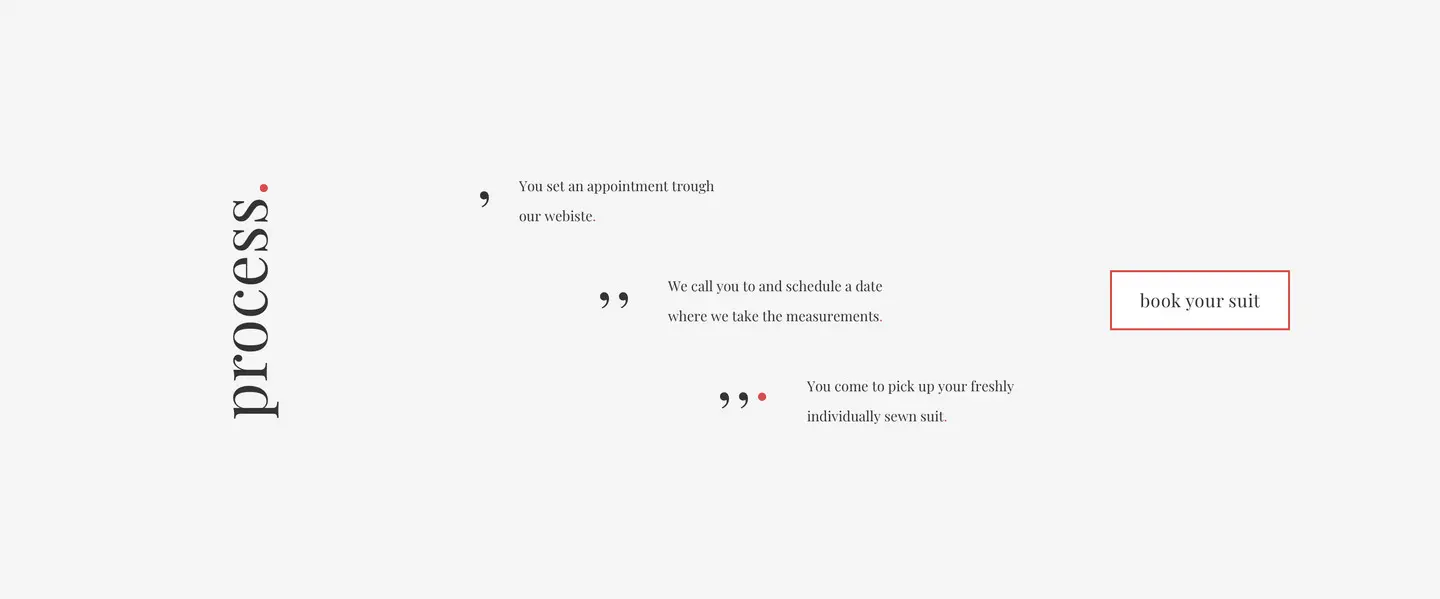 process.
,
You set an appointment trough
our webiste.
,,
We call you to and schedule a date
where we take the measurements.
,,.
You come to pick up your freshly
individually sewn suit.
book your suit